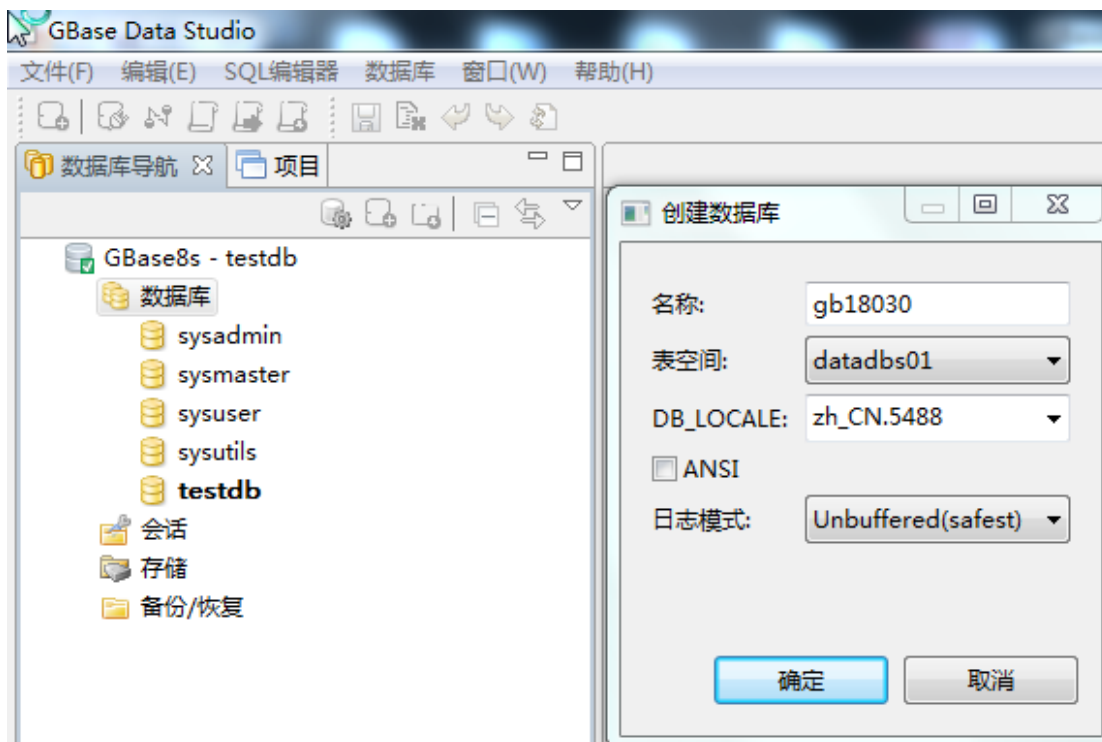 GBase Data Studio
文件(F) 编辑(E) SQL编辑器 数据库 窗口(W) 帮助(H)
数据库导航 项目
GBase8s - testdb
数据库
sysadmin
sysmaster
sysuser
sysutils
testdb
会话
存储
备份/恢复
创建数据库
名称: gb18030
表空间: datadbs01
DB_LOCALE: zh_CN.5488
ANSI
日志模式: Unbuffered(safest)
确定 取消